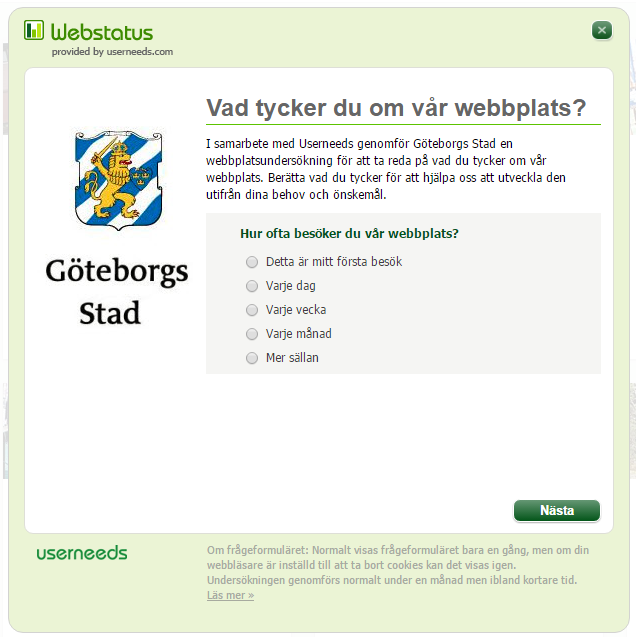 Webstatus
provided by userneeds.com
Vad tycker du om vår webbplats?
I samarbete med Userneeds genomför Göteborgs Stad en
webbplatsundersökning för att ta reda på vad du tycker om vår
webbplats. Berätta vad du tycker för att hjälpa oss att utveckla den
utifrån dina behov och önskemål.
Göteborgs
Stad
Hur ofta besöker du vår webbplats?
Detta är mitt första besök
Varje dag
Varje vecka
Varje månad
Mer sällan
Nästa
userneeds
Om frågeformuläret: Normalt visas frågeformuläret bara en gång, men om din
webbläsare är inställd till att ta bort cookies kan det visas igen.
Undersökningen genomförs normalt under en månad men ibland kortare tid.
Läs mer »